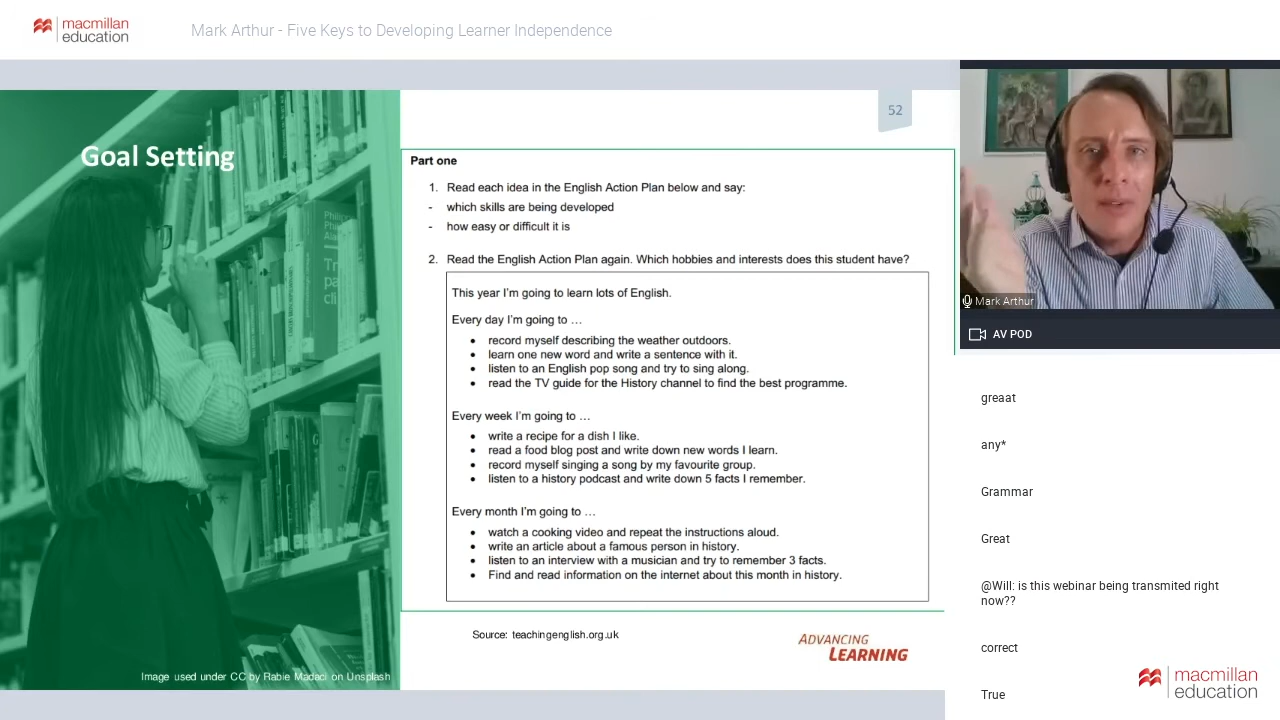 macmillan
education
Mark Arthur - Five Keys to Developing Learner Independence
Goal Setting
52
Part one
1. Read each idea in the English Action Plan below and say:
- which skills are being developed
- how easy or difficult it is
2. Read the English Action Plan again. Which hobbies and interests does this student have?
This year I'm going to learn lots of English.
Every day I'm going to …
• record myself describing the weather outdoors.
• learn one new word and write a sentence with it.
• listen to an English pop song and try to sing along.
• read the TV guide for the History channel to find the best programme.
Every week I'm going to …
• write a recipe for a dish I like.
• read a food blog post and write down new words I learn.
• record myself singing a song by my favourite group.
• listen to a history podcast and write down 5 facts I remember.
Every month I'm going to …
• watch a cooking video and repeat the instructions aloud.
• write an article about a famous person in history.
• listen to an interview with a musician and try to remember 3 facts.
• Find and read information on the internet about this month in history.
Source: teachingenglish.org.uk
ADVANCING
LEARNING
Image used under CC by Rabie Madaci on Unsplash
Mark Arthur
AV POD
greaat
any*
Grammar
Great
@Will: is this webinar being transmited right
now??
correct
True
macmillan
education